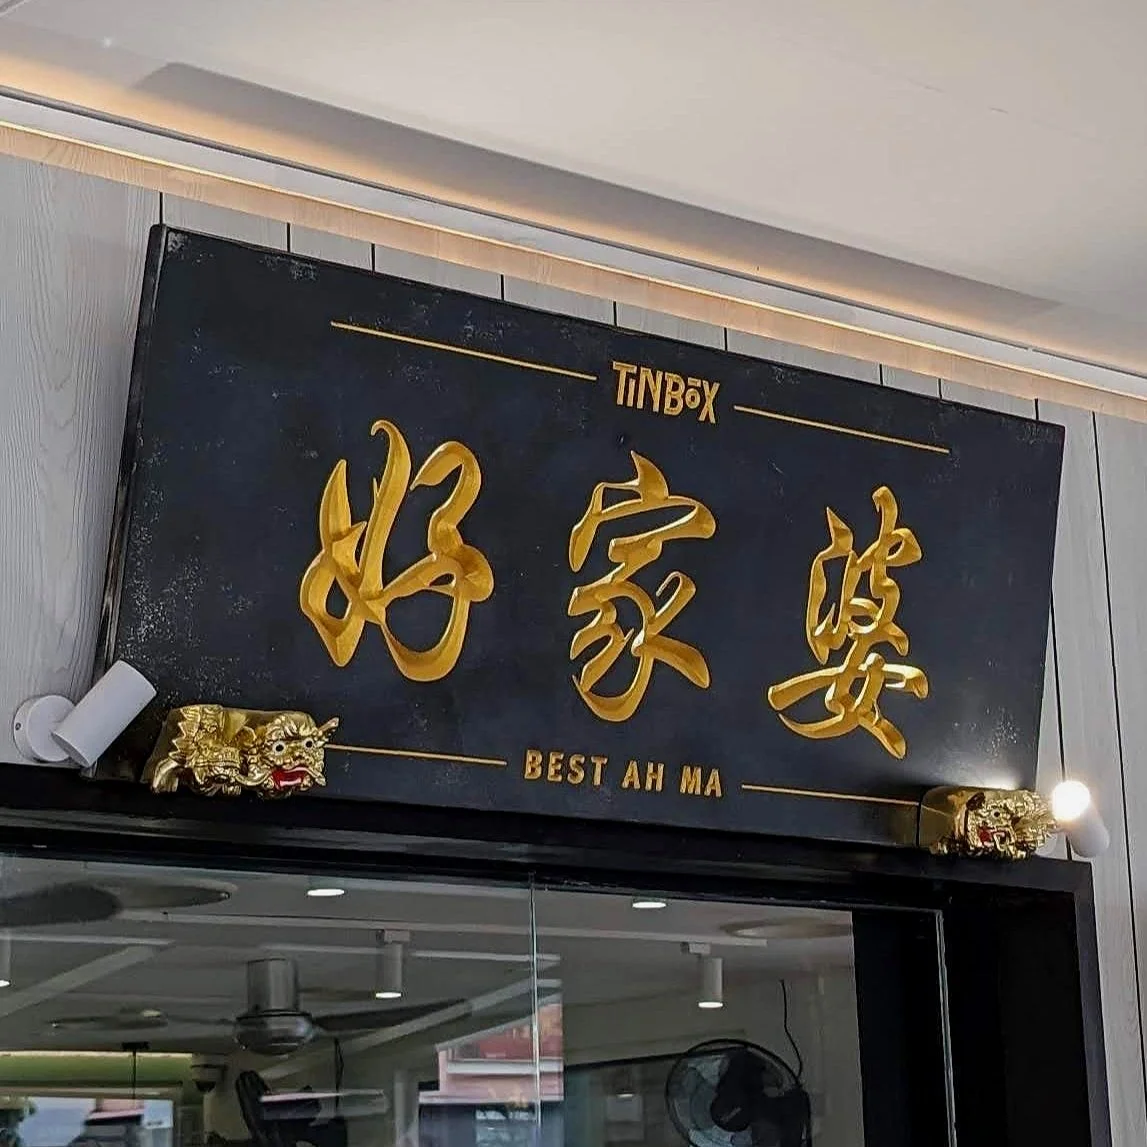 TiNBōX
好家婆
BEST AH MA